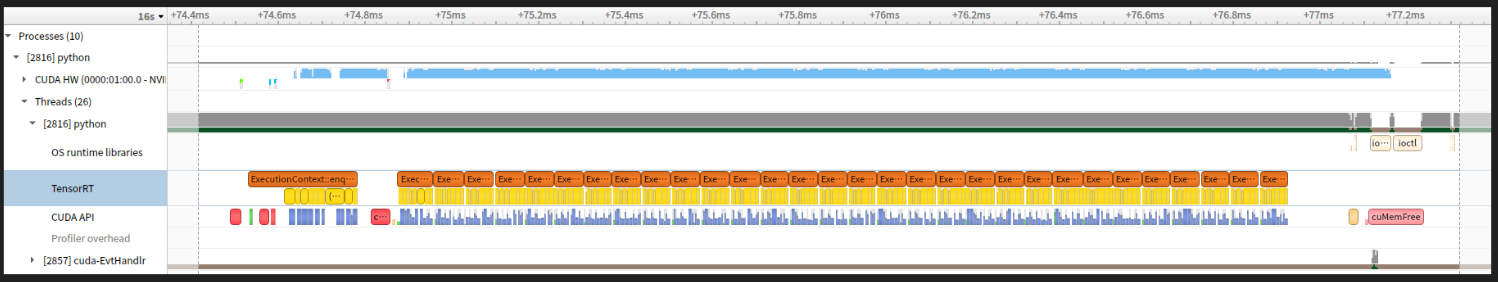 16s +74.4ms +74.6ms +74.8ms +75ms +75.2ms +75.4ms +75.6ms +75.8ms +76ms +76.2ms +76.4ms +76.6ms +76.8ms +77ms +77.2ms
Processes (10)
[2816] python
CUDA HW (0000:01:00.0 - NVI
Threads (26)
[2816] python
OS runtime libraries io··· ioctl
TensorRT ExecutionContext::enq··· Exec··· Exe··· Exe··· Exe··· Exe··· Exe··· Exe··· Exe··· Exe··· Exe··· Exe··· Exe··· Exe··· Exe··· Exe··· Exe··· Exe··· Exe··· Exe··· Exe··· Exe··· Exe··· Exe··· Exe··· Exe··· Exe··· Exe··· Exe··· Exe··· Exe···
(···
CUDA API c··· cuMemFree
Profiler overhead
[2857] cuda-EvtHandlr